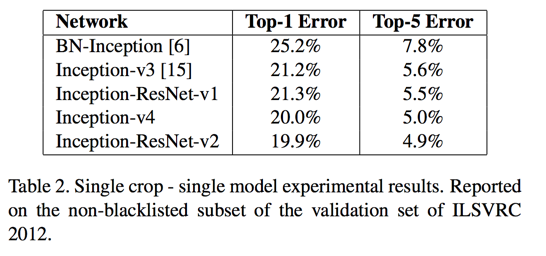 Network Top-1 Error Top-5 Error
BN-Inception [6] 25.2% 7.8%
Inception-v3 [15] 21.2% 5.6%
Inception-ResNet-v1 21.3% 5.5%
Inception-v4 20.0% 5.0%
Inception-ResNet-v2 19.9% 4.9%
Table 2. Single crop - single model experimental results. Reported
on the non-blacklisted subset of the validation set of ILSVRC
2012.